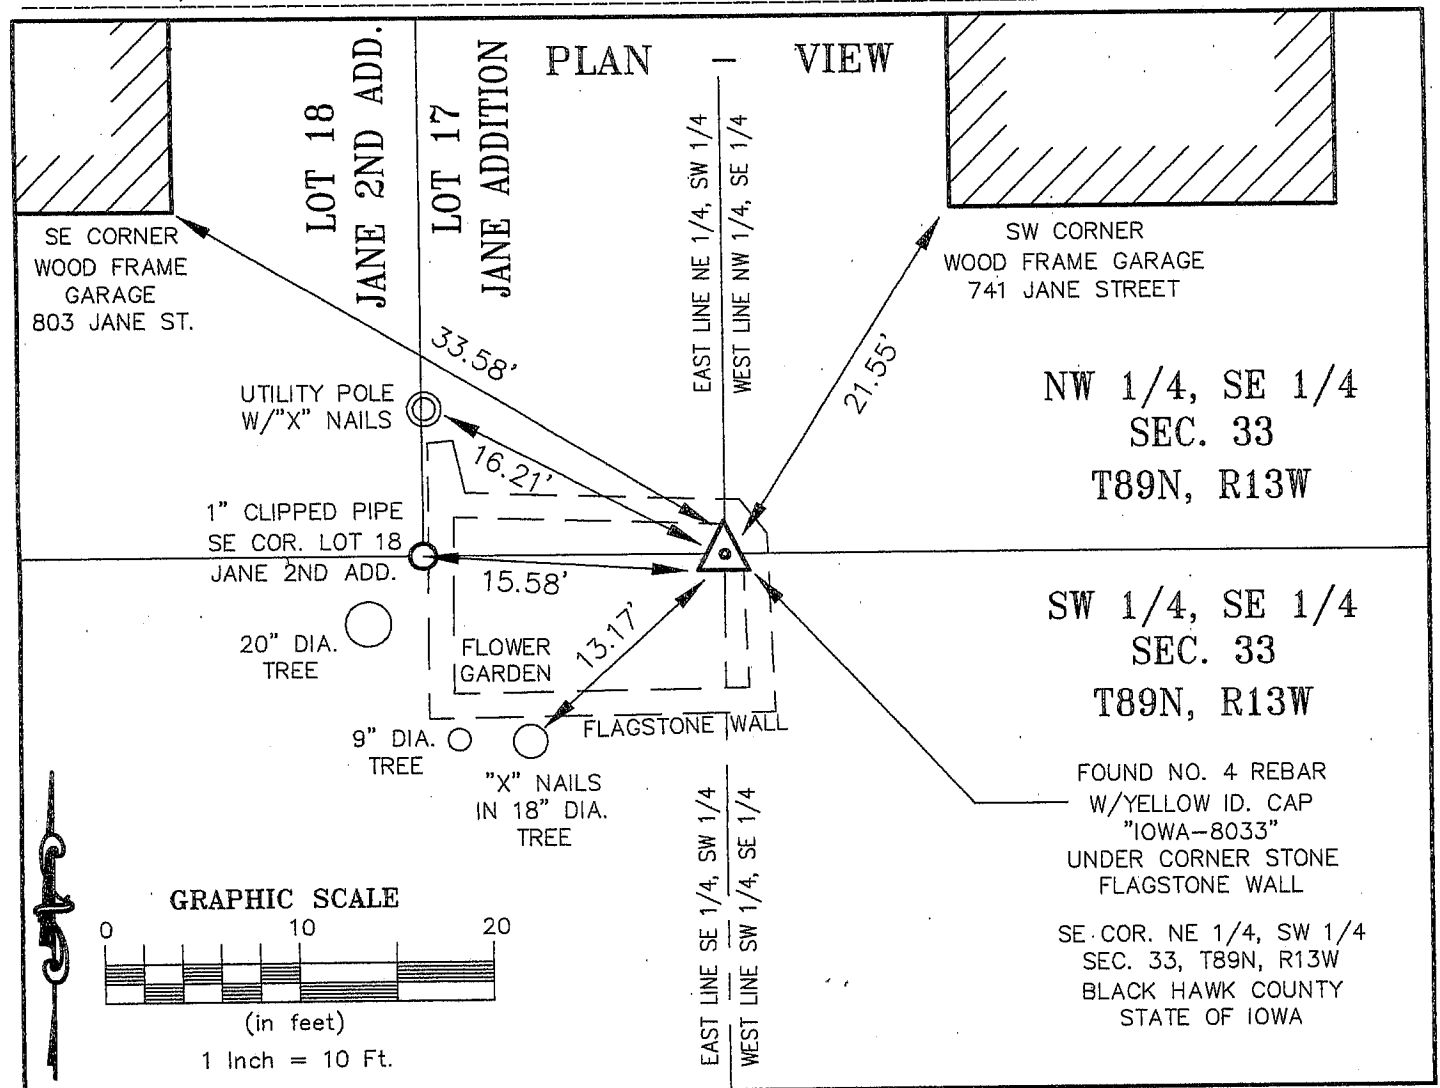 PLAN - VIEW
LOT 18
JANE 2ND ADD.
LOT 17
JANE ADDITION
EAST LINE NE 1/4, SW 1/4
WEST LINE NW 1/4, SE 1/4
SE CORNER
WOOD FRAME
GARAGE
803 JANE ST.
SW CORNER
WOOD FRAME GARAGE
741 JANE STREET
33.58'
21.55'
UTILITY POLE
W/"X" NAILS
16.21'
NW 1/4, SE 1/4
SEC. 33
T89N, R13W
1" CLIPPED PIPE
SE COR. LOT 18
JANE 2ND ADD.
15.58'
13.17'
20" DIA.
TREE
FLOWER
GARDEN
SW 1/4, SE 1/4
SEC. 33
T89N, R13W
FLAGSTONE WALL
9" DIA.
TREE
"X" NAILS
IN 18" DIA.
TREE
FOUND NO. 4 REBAR
W/YELLOW ID. CAP
"IOWA-8033"
UNDER CORNER STONE
FLAGSTONE WALL
EAST LINE SE 1/4, SW 1/4
WEST LINE SW 1/4, SE 1/4
SE COR. NE 1/4, SW 1/4
SEC. 33, T89N, R13W
BLACK HAWK COUNTY
STATE OF IOWA
GRAPHIC SCALE
0 10 20
(in feet)
1 Inch = 10 Ft.